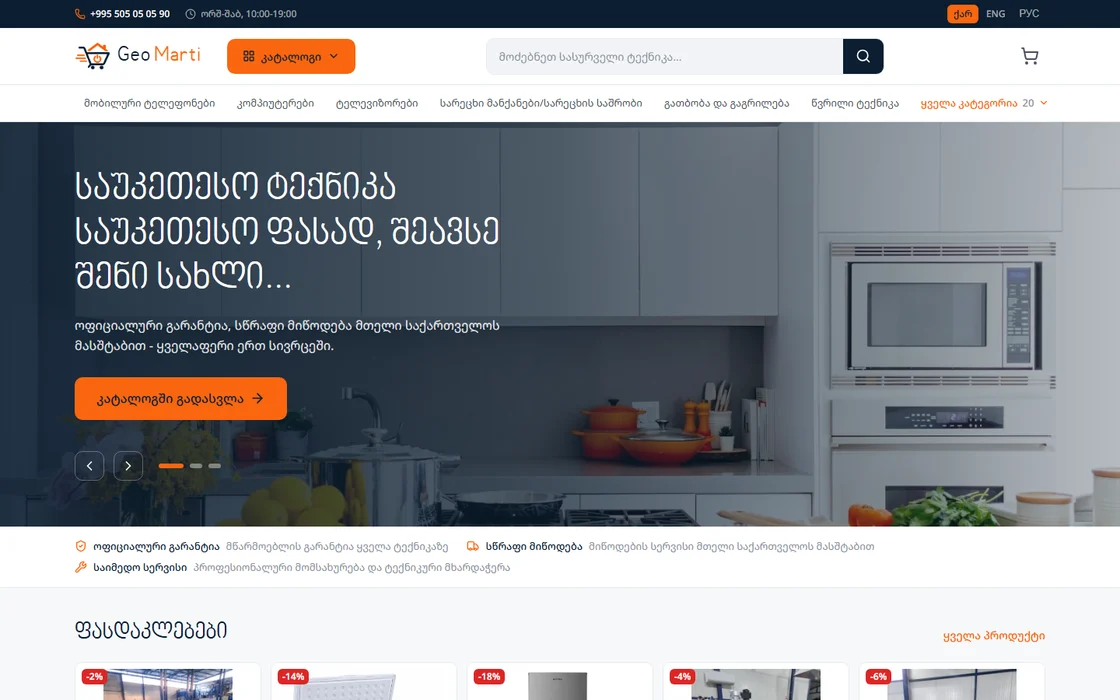 +995 505 05 05 90
ორშ-შაბ, 10:00-19:00
ქარ ENG РУС
Geo Marti
კატალოგი
მოძებნეთ სასურველი ტექნიკა...
მობილური ტელეფონები
კომპიუტერები
ტელევიზორები
სარეცხი მანქანები/სარეცხის საშრობი
გათბობა და გაგრილება
წვრილი ტექნიკა
ყველა კატეგორია 20
საუკეთესო ტექნიკა
საუკეთესო ფასად, შეავსე
შენი სახლი...
ოფიციალური გარანტია, სწრაფი მიწოდება მთელი საქართველოს
მასშტაბით - ყველაფერი ერთ სივრცეში.
კატალოგში გადასვლა
ოფიციალური გარანტია მწარმოებლის გარანტია ყველა ტექნიკაზე
სწრაფი მიწოდება მიწოდების სერვისი მთელი საქართველოს მასშტაბით
საიმედო სერვისი პროფესიონალური მომსახურება და ტექნიკური მხარდაჭერა
ფასდაკლებები
ყველა პროდუქტი
-2%
-14%
-18%
-4%
-6%